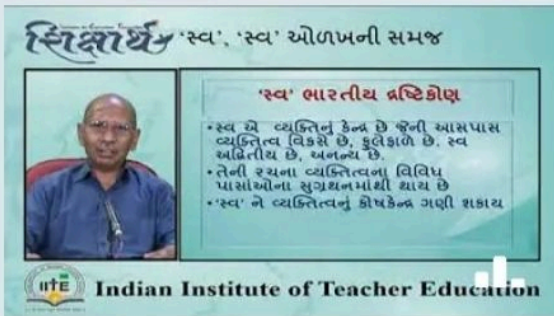 શિક્ષાર્થ 'સ્વ', 'સ્વ' ઓળખની સમજ
'સ્વ' ભારતીય દ્રષ્ટિકોણ
•સ્વ એ વ્યક્તિનું કેન્દ્ર છે જેની આસપાસ
વ્યક્તિત્વ વિકસે છે, ફુલેફાળે છે. સ્વ
અદ્વિતીય છે, અનન્ય છે.
•તેની રચના વ્યક્તિત્વના વિવિધ
પાસાંઓના સુગ્રથનમાંથી થાય છે
•'સ્વ' ને વ્યક્તિત્વનું કોષકેન્દ્ર ગણી શકાય
IITE Indian Institute of Teacher Education